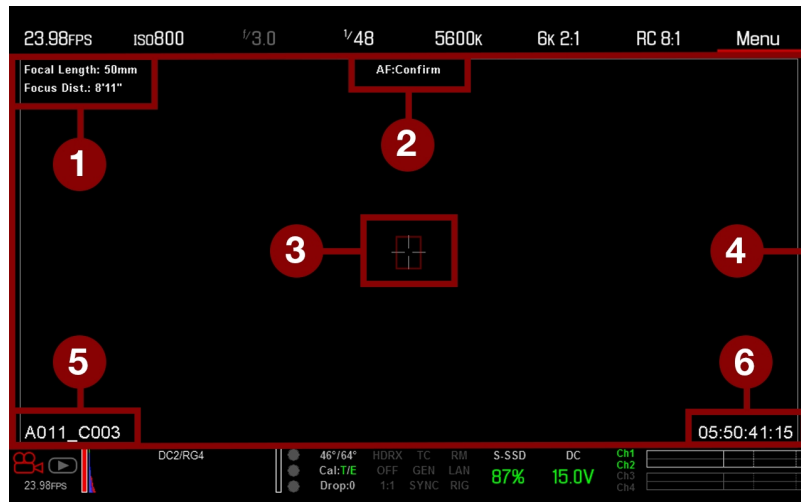 23.98FPS ISO800 f/3.0 1/48 5600K 6K 2:1 RC 8:1 Menu
Focal Length: 50mm
Focus Dist.: 8'11"
AF:Confirm
1
2
3
4
5
6
A011_C003
05:50:41:15
23.98FPS
DC2/RG4
46°/64° HDRX TC RM
Cal:T/E OFF GEN LAN
Drop:0 1:1 SYNC RIG
S-SSD
87%
DC
15.0V
Ch1
Ch2
Ch3
Ch4